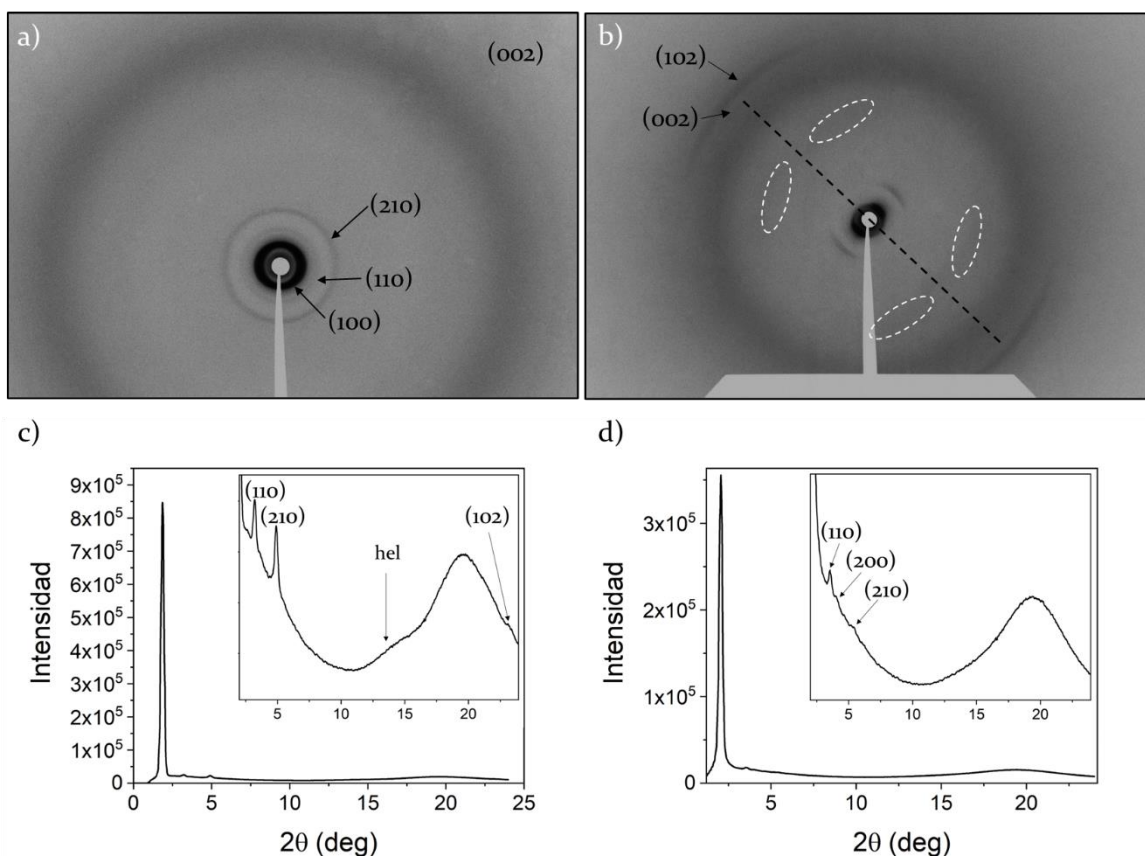 a)
(002)
(210)
(110)
(100)
b)
(102)
(002)
c)
Intensidad
9x10⁵
8x10⁵
7x10⁵
6x10⁵
5x10⁵
4x10⁵
3x10⁵
2x10⁵
1x10⁵
0
(110)
(210)
hel
(102)
5 10 15 20
0 5 10 15 20 25
2θ (deg)
d)
Intensidad
3x10⁵
2x10⁵
1x10⁵
0
(110)
(200)
(210)
5 10 15 20
5 10 15 20
2θ (deg)